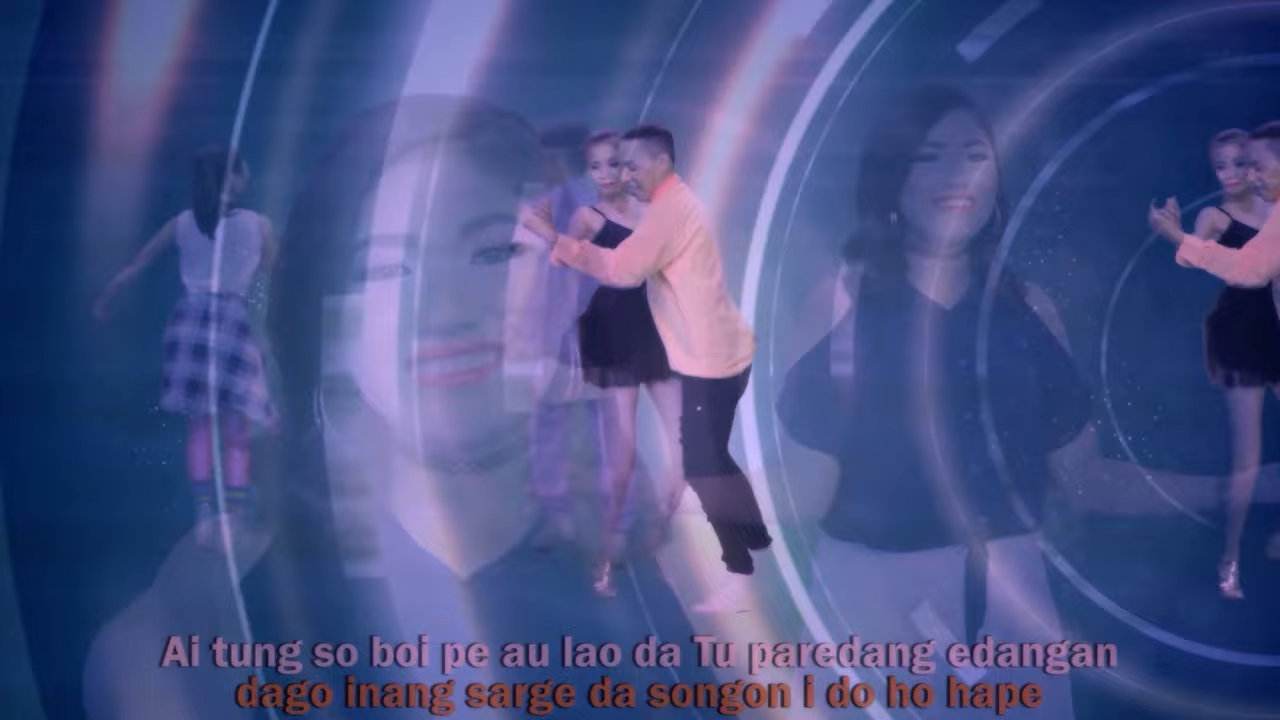 Ai tung so boi pe au lao da Tu paredang edangan
dago inang sarge da songon i do ho hape